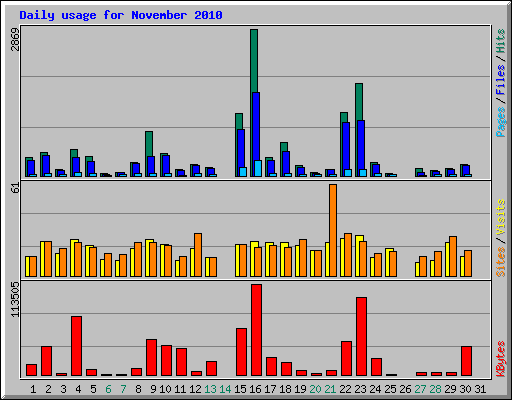 Daily usage for November 2010
2869
Pages / Files / Hits
61
Sites / Visits
113505
KBytes
1 2 3 4 5 6 7 8 9 10 11 12 13 14 15 16 17 18 19 20 21 22 23 24 25 26 27 28 29 30 31